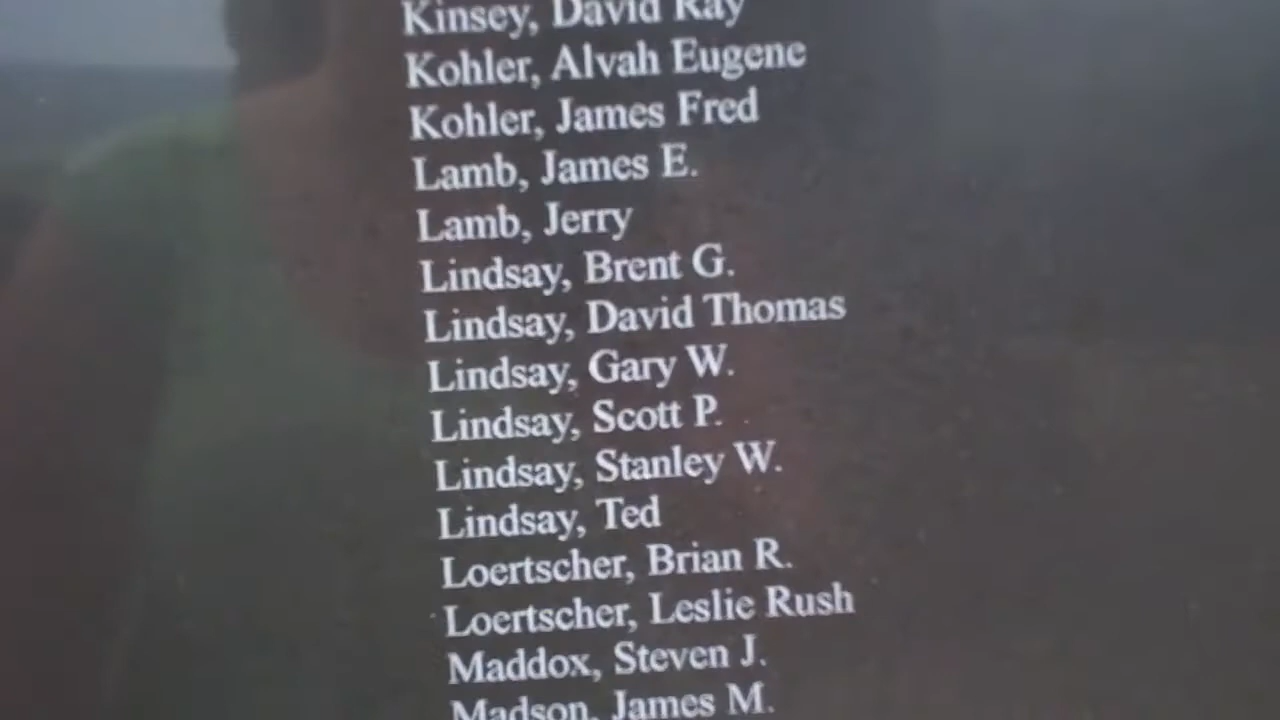 Kinsey, David Ray
Kohler, Alvah Eugene
Kohler, James Fred
Lamb, James E.
Lamb, Jerry
Lindsay, Brent G.
Lindsay, David Thomas
Lindsay, Gary W.
Lindsay, Scott P.
Lindsay, Stanley W.
Lindsay, Ted
Loertscher, Brian R.
Loertscher, Leslie Rush
Maddox, Steven J.
Madson, James M.